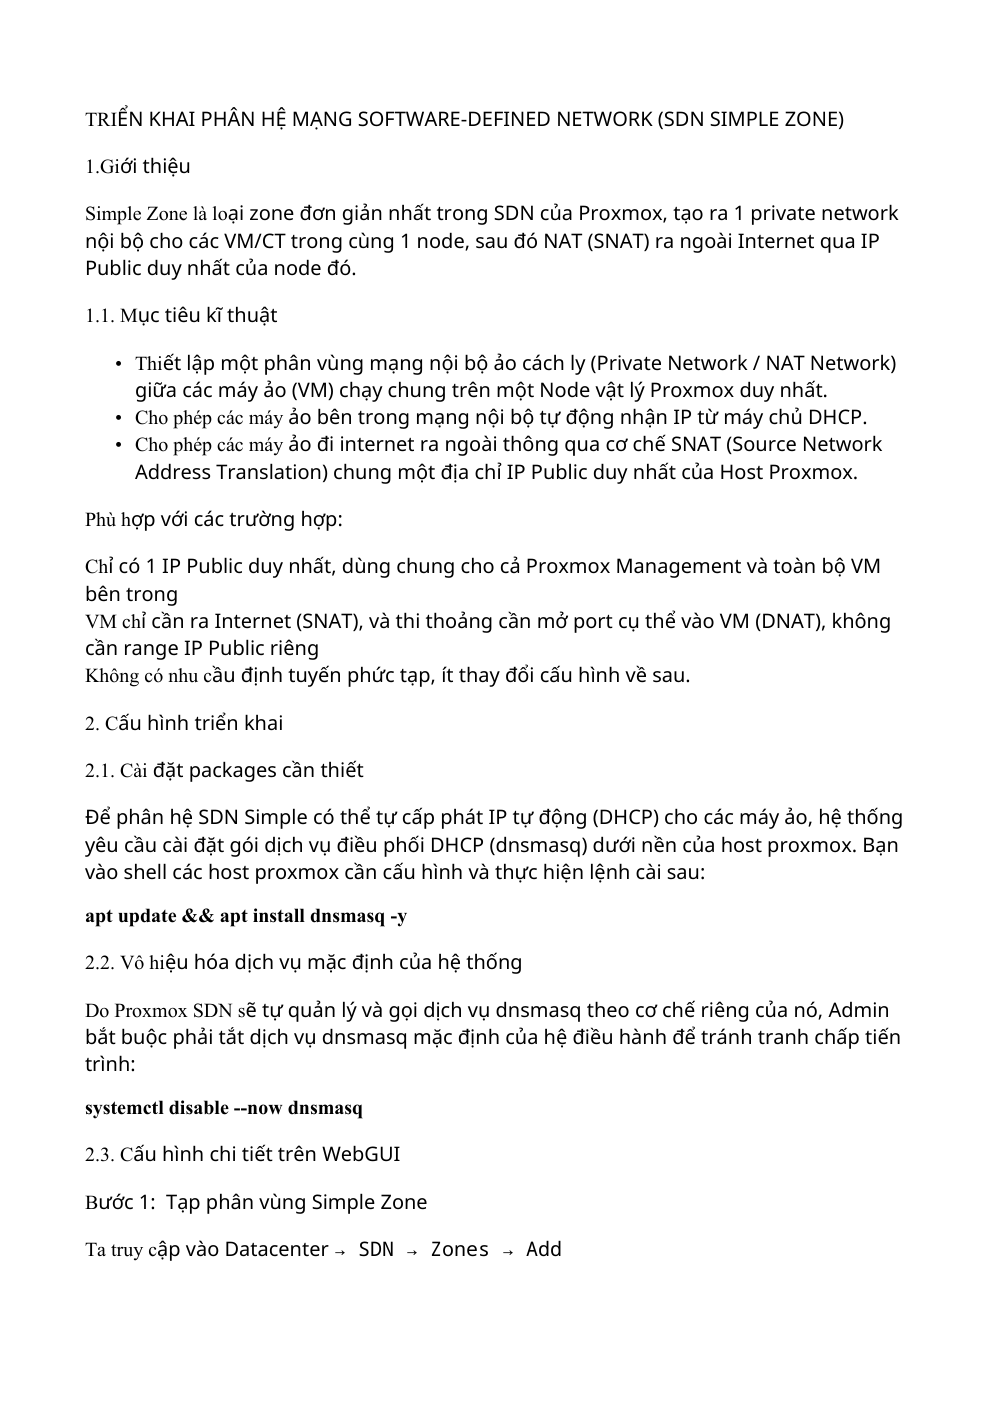 TRIỂN KHAI PHÂN HỆ MẠNG SOFTWARE-DEFINED NETWORK (SDN SIMPLE ZONE)
1.Giới thiệu
Simple Zone là loại zone đơn giản nhất trong SDN của Proxmox, tạo ra 1 private network
nội bộ cho các VM/CT trong cùng 1 node, sau đó NAT (SNAT) ra ngoài Internet qua IP
Public duy nhất của node đó.
1.1. Mục tiêu kĩ thuật
• Thiết lập một phân vùng mạng nội bộ ảo cách ly (Private Network / NAT Network)
giữa các máy ảo (VM) chạy chung trên một Node vật lý Proxmox duy nhất.
• Cho phép các máy ảo bên trong mạng nội bộ tự động nhận IP từ máy chủ DHCP.
• Cho phép các máy ảo đi internet ra ngoài thông qua cơ chế SNAT (Source Network
Address Translation) chung một địa chỉ IP Public duy nhất của Host Proxmox.
Phù hợp với các trường hợp:
Chỉ có 1 IP Public duy nhất, dùng chung cho cả Proxmox Management và toàn bộ VM
bên trong
VM chỉ cần ra Internet (SNAT), và thi thoảng cần mở port cụ thể vào VM (DNAT), không
cần range IP Public riêng
Không có nhu cầu định tuyến phức tạp, ít thay đổi cấu hình về sau.
2. Cấu hình triển khai
2.1. Cài đặt packages cần thiết
Để phân hệ SDN Simple có thể tự cấp phát IP tự động (DHCP) cho các máy ảo, hệ thống
yêu cầu cài đặt gói dịch vụ điều phối DHCP (dnsmasq) dưới nền của host proxmox. Bạn
vào shell các host proxmox cần cấu hình và thực hiện lệnh cài sau:
apt update && apt install dnsmasq -y
2.2. Vô hiệu hóa dịch vụ mặc định của hệ thống
Do Proxmox SDN sẽ tự quản lý và gọi dịch vụ dnsmasq theo cơ chế riêng của nó, Admin
bắt buộc phải tắt dịch vụ dnsmasq mặc định của hệ điều hành để tránh tranh chấp tiến
trình:
systemctl disable --now dnsmasq
2.3. Cấu hình chi tiết trên WebGUI
Bước 1:  Tạp phân vùng Simple Zone
Ta truy cập vào Datacenter → SDN → Zones → Add